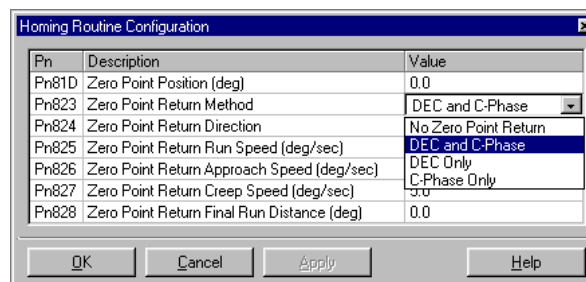 Homing Routine Configuration
Pn Description Value
Pn81D Zero Point Position (deg) 0.0
Pn823 Zero Point Return Method DEC and C-Phase
Pn824 Zero Point Return Direction No Zero Point Return
Pn825 Zero Point Return Run Speed (deg/sec) DEC and C-Phase
Pn826 Zero Point Return Approach Speed (deg/sec) DEC Only
Pn827 Zero Point Return Creep Speed (deg/sec) C-Phase Only
Pn828 Zero Point Return Final Run Distance (deg) 0.0
OK Cancel Apply Help